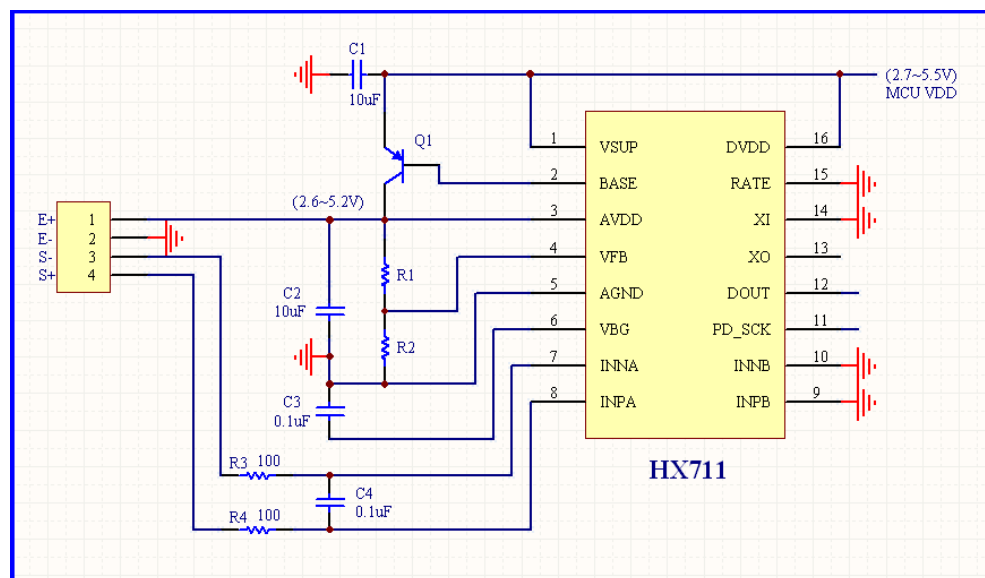 C1
10uF
(2.7~5.5V)
MCU VDD
Q1
1 VSUP DVDD 16
2 BASE RATE 15
(2.6~5.2V)
3 AVDD XI 14
4 VFB XO 13
5 AGND DOUT 12
6 VBG PD_SCK 11
7 INNA INNB 10
8 INPA INPB 9
HX711
E+ 1
E- 2
S- 3
S+ 4
R1
C2
10uF
R2
C3
0.1uF
R3 100
C4
0.1uF
R4 100